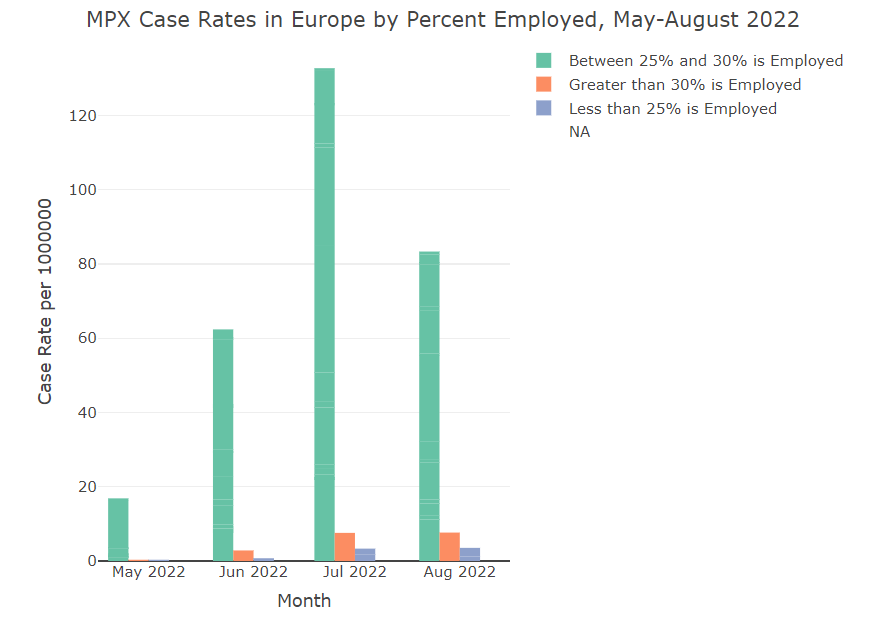 MPX Case Rates in Europe by Percent Employed, May-August 2022
Between 25% and 30% is Employed
Greater than 30% is Employed
Less than 25% is Employed
NA
Case Rate per 1000000
120
100
80
60
40
20
0
May 2022
Jun 2022
Jul 2022
Aug 2022
Month